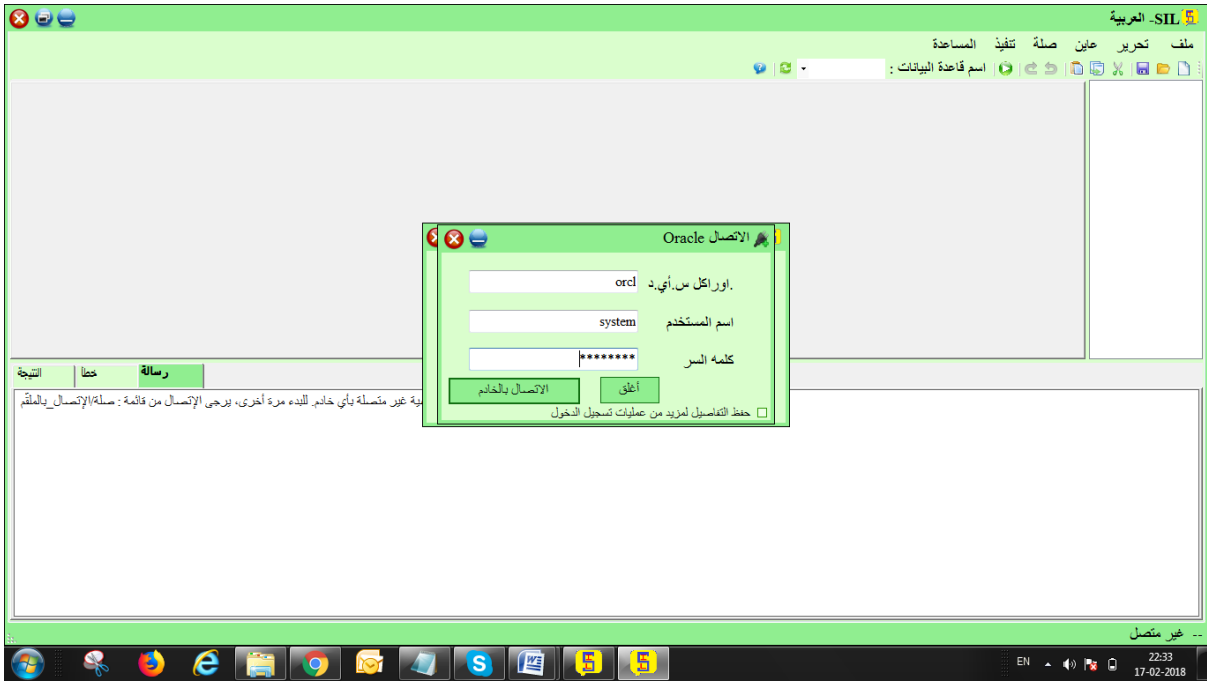 SIL- العربية
ملف تحرير عاين صلة تنفيذ المساعدة
اسم قاعدة البيانات :
الاتصال Oracle
اوراكل س.أي.د. orcl
اسم المستخدم system
كلمه السر ********
أغلق الاتصال بالخادم
حفظ التفاصيل لمزيد من عمليات تسجيل الدخول
رسالة خطأ النتيجة
غير متصلة بأي خادم. للبدء مرة أخرى، يرجى الإتصال من قائمة : صلة/الإتصال_بالملقّم
-- غير متصل
EN 22:33
17-02-2018